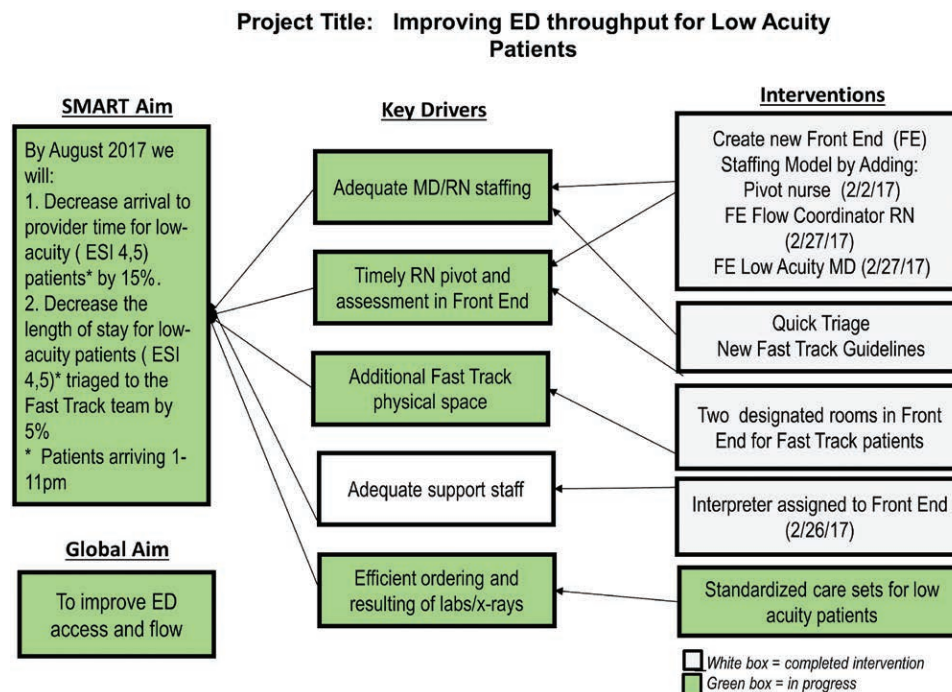 Project Title: Improving ED throughput for Low Acuity
Patients
SMART Aim
By August 2017 we
will:
1. Decrease arrival to
provider time for low-
acuity ( ESI 4,5)
patients* by 15%.
2. Decrease the
length of stay for low-
acuity patients ( ESI
4,5)* triaged to the
Fast Track team by
5%
* Patients arriving 1-
11pm
Global Aim
To improve ED
access and flow
Key Drivers
Adequate MD/RN staffing
Timely RN pivot and
assessment in Front End
Additional Fast Track
physical space
Adequate support staff
Efficient ordering and
resulting of labs/x-rays
Interventions
Create new Front End (FE)
Staffing Model by Adding:
Pivot nurse (2/2/17)
FE Flow Coordinator RN
(2/27/17)
FE Low Acuity MD (2/27/17)
Quick Triage
New Fast Track Guidelines
Two designated rooms in Front
End for Fast Track patients
Interpreter assigned to Front End
(2/26/17)
Standardized care sets for low
acuity patients
White box = completed intervention
Green box = in progress